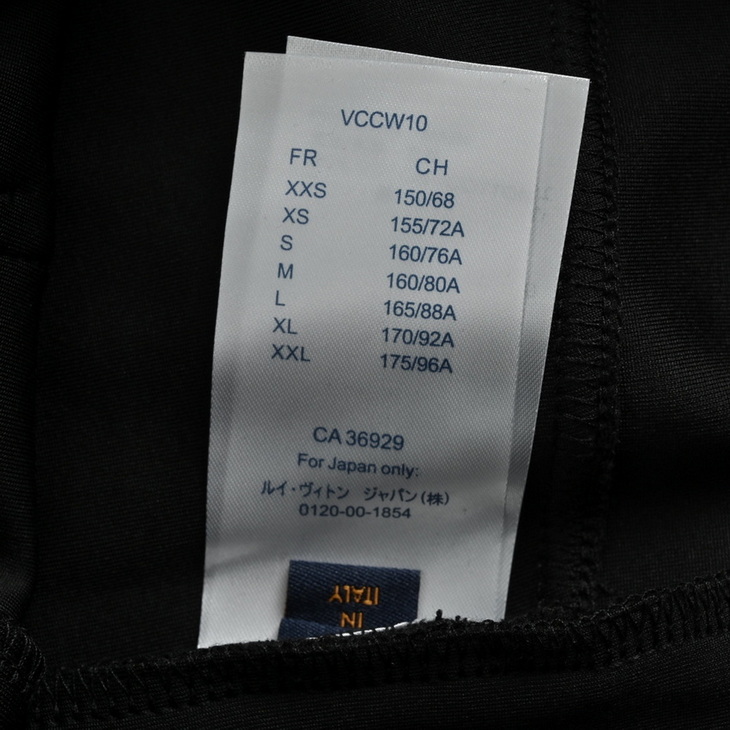 VCCW10
FR CH
XXS 150/68
XS 155/72A
S 160/76A
M 160/80A
L 165/88A
XL 170/92A
XXL 175/96A
CA 36929
For Japan only:
ルイ・ヴィトン ジャパン(株)
0120-00-1854
IN
ITALY